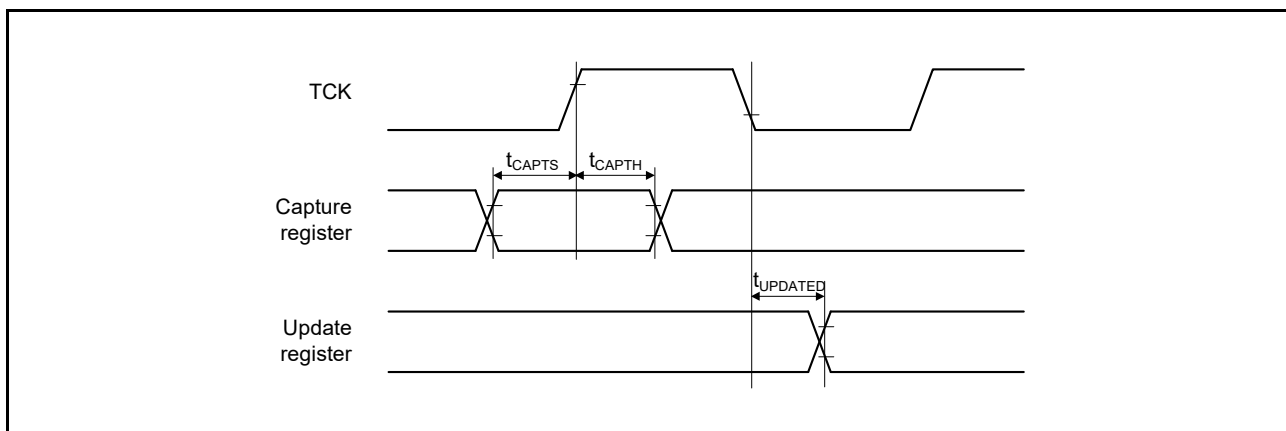 TCK
tCAPTS tCAPTH
Capture
register
tUPDATED
Update
register